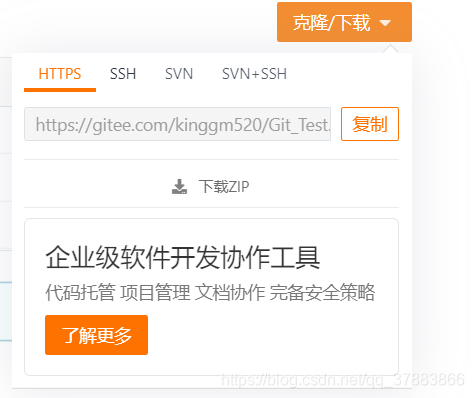 克隆/下载
HTTPS SSH SVN SVN+SSH
https://gitee.com/kinggm520/Git_Test.
复制
下载ZIP
企业级软件开发协作工具
代码托管 项目管理 文档协作 完备安全策略
了解更多
https://blog.csdn.net/qq_37883866